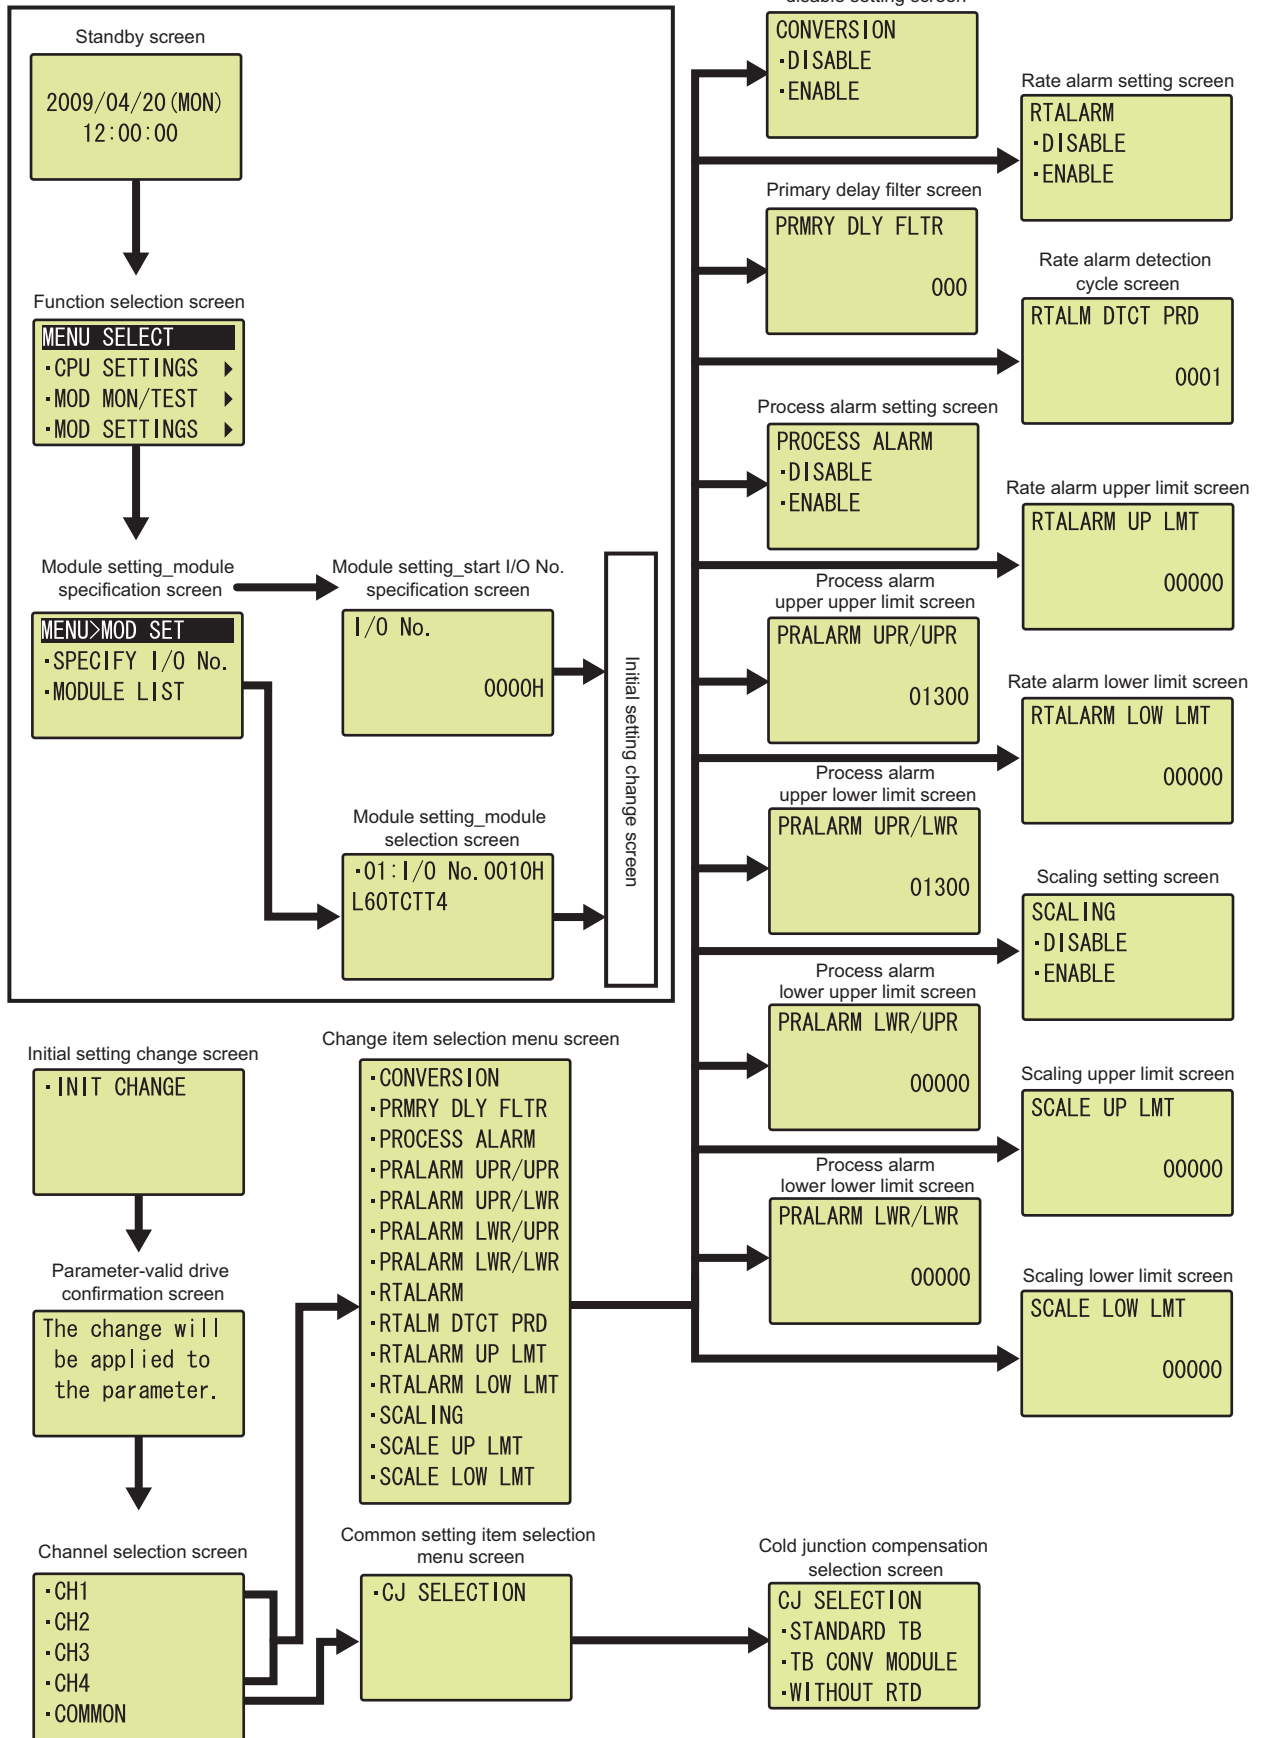 Standby screen
2009/04/20(MON)
12:00:00
Function selection screen
MENU SELECT
·CPU SETTINGS
·MOD MON/TEST
·MOD SETTINGS
Module setting_module
specification screen
MENU>MOD SET
·SPECIFY I/O No.
·MODULE LIST
Module setting_start I/O No.
specification screen
I/O No.
0000H
Module setting_module
selection screen
·01:I/O No.0010H
L60TCTT4
Initial setting change screen
Initial setting change screen
·INIT CHANGE
Parameter-valid drive
confirmation screen
The change will
be applied to
the parameter.
Channel selection screen
·CH1
·CH2
·CH3
·CH4
·COMMON
Change item selection menu screen
·CONVERSION
·PRMRY DLY FLTR
·PROCESS ALARM
·PRALARM UPR/UPR
·PRALARM UPR/LWR
·PRALARM LWR/UPR
·PRALARM LWR/LWR
·RTALARM
·RTALM DTCT PRD
·RTALARM UP LMT
·RTALARM LOW LMT
·SCALING
·SCALE UP LMT
·SCALE LOW LMT
Common setting item selection
menu screen
·CJ SELECTION
disable setting screen
CONVERSION
·DISABLE
·ENABLE
Primary delay filter screen
PRMRY DLY FLTR
000
Process alarm setting screen
PROCESS ALARM
·DISABLE
·ENABLE
Process alarm
upper upper limit screen
PRALARM UPR/UPR
01300
Process alarm
upper lower limit screen
PRALARM UPR/LWR
01300
Process alarm
lower upper limit screen
PRALARM LWR/UPR
00000
Process alarm
lower lower limit screen
PRALARM LWR/LWR
00000
Cold junction compensation
selection screen
CJ SELECTION
·STANDARD TB
·TB CONV MODULE
·WITHOUT RTD
Rate alarm setting screen
RTALARM
·DISABLE
·ENABLE
Rate alarm detection
cycle screen
RTALM DTCT PRD
0001
Rate alarm upper limit screen
RTALARM UP LMT
00000
Rate alarm lower limit screen
RTALARM LOW LMT
00000
Scaling setting screen
SCALING
·DISABLE
·ENABLE
Scaling upper limit screen
SCALE UP LMT
00000
Scaling lower limit screen
SCALE LOW LMT
00000